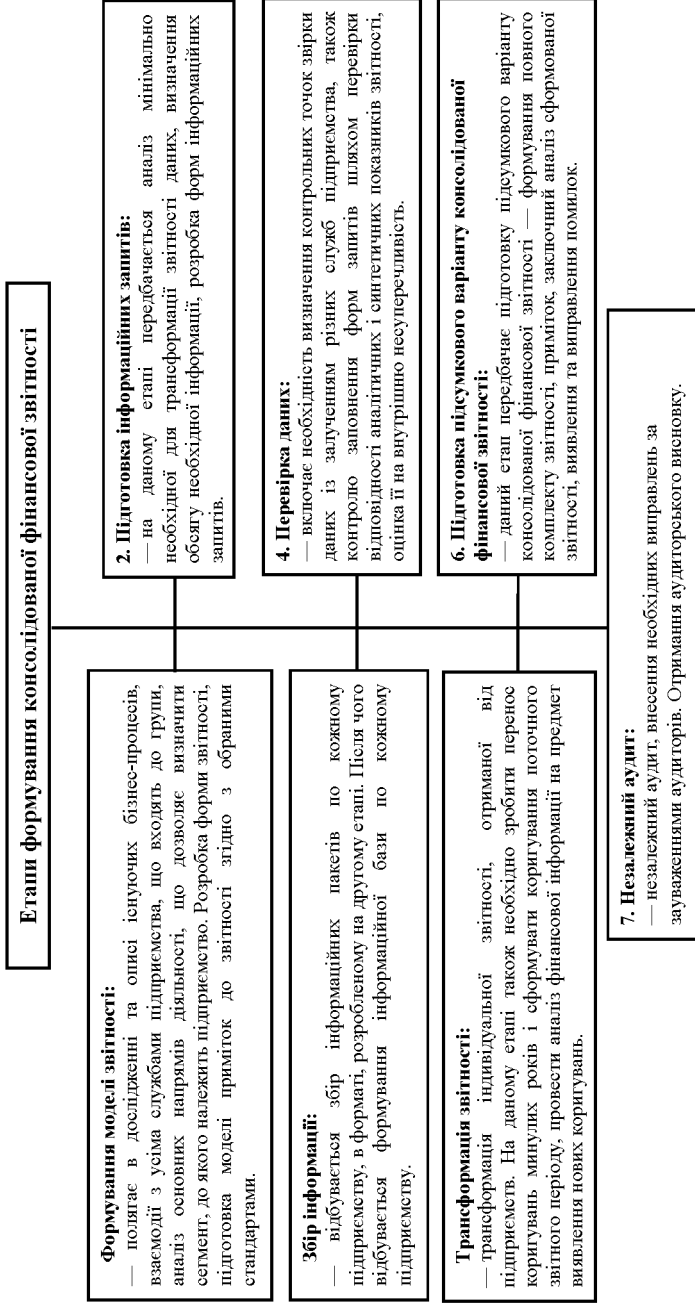 Етапи формування консолідованої фінансової звітності
Формування моделі звітності:
— полягає в дослідженні та описі існуючих бізнес-процесів,
взаємодії з усіма службами підприємства, що входять до групи,
аналіз основних напрямів діяльності, що дозволяє визначити
сегмент, до якого належить підприємство. Розробка форми звітності,
підготовка моделі приміток до звітності згідно з обраними
стандартами.
2. Підготовка інформаційних запитів:
— на даному етапі передбачається аналіз мінімально
необхідної для трансформації звітності даних, визначення
обсягу необхідної інформації, розробка форм інформаційних
запитів.
Збір інформації:
— відбувається збір інформаційних пакетів по кожному
підприємству, в форматі, розробленому на другому етапі. Після чого
відбувається формування інформаційної бази по кожному
підприємству.
4. Перевірка даних:
— включає необхідність визначення контрольних точок звірки
даних із залученням різних служб підприємства, також
контролю заповнення форм запитів шляхом перевірки
відповідності аналітичних і синтетичних показників звітності,
оцінка її на внутрішню несуперечливість.
Трансформація звітності:
— трансформація індивідуальної звітності, отриманої від
підприємств. На даному етапі також необхідно зробити перенос
коригувань минулих років і сформувати коригування поточного
звітного періоду, провести аналіз фінансової інформації на предмет
виявлення нових коригувань.
6. Підготовка підсумкового варіанту консолідованої
фінансової звітності:
— даний етап передбачає підготовку підсумкового варіанту
консолідованої фінансової звітності — формування повного
комплекту звітності, приміток, заключний аналіз сформованої
звітності, виявлення та виправлення помилок.
7. Незалежний аудит:
— незалежний аудит, внесення необхідних виправлень за
зауваженнями аудиторів. Отримання аудиторського висновку.